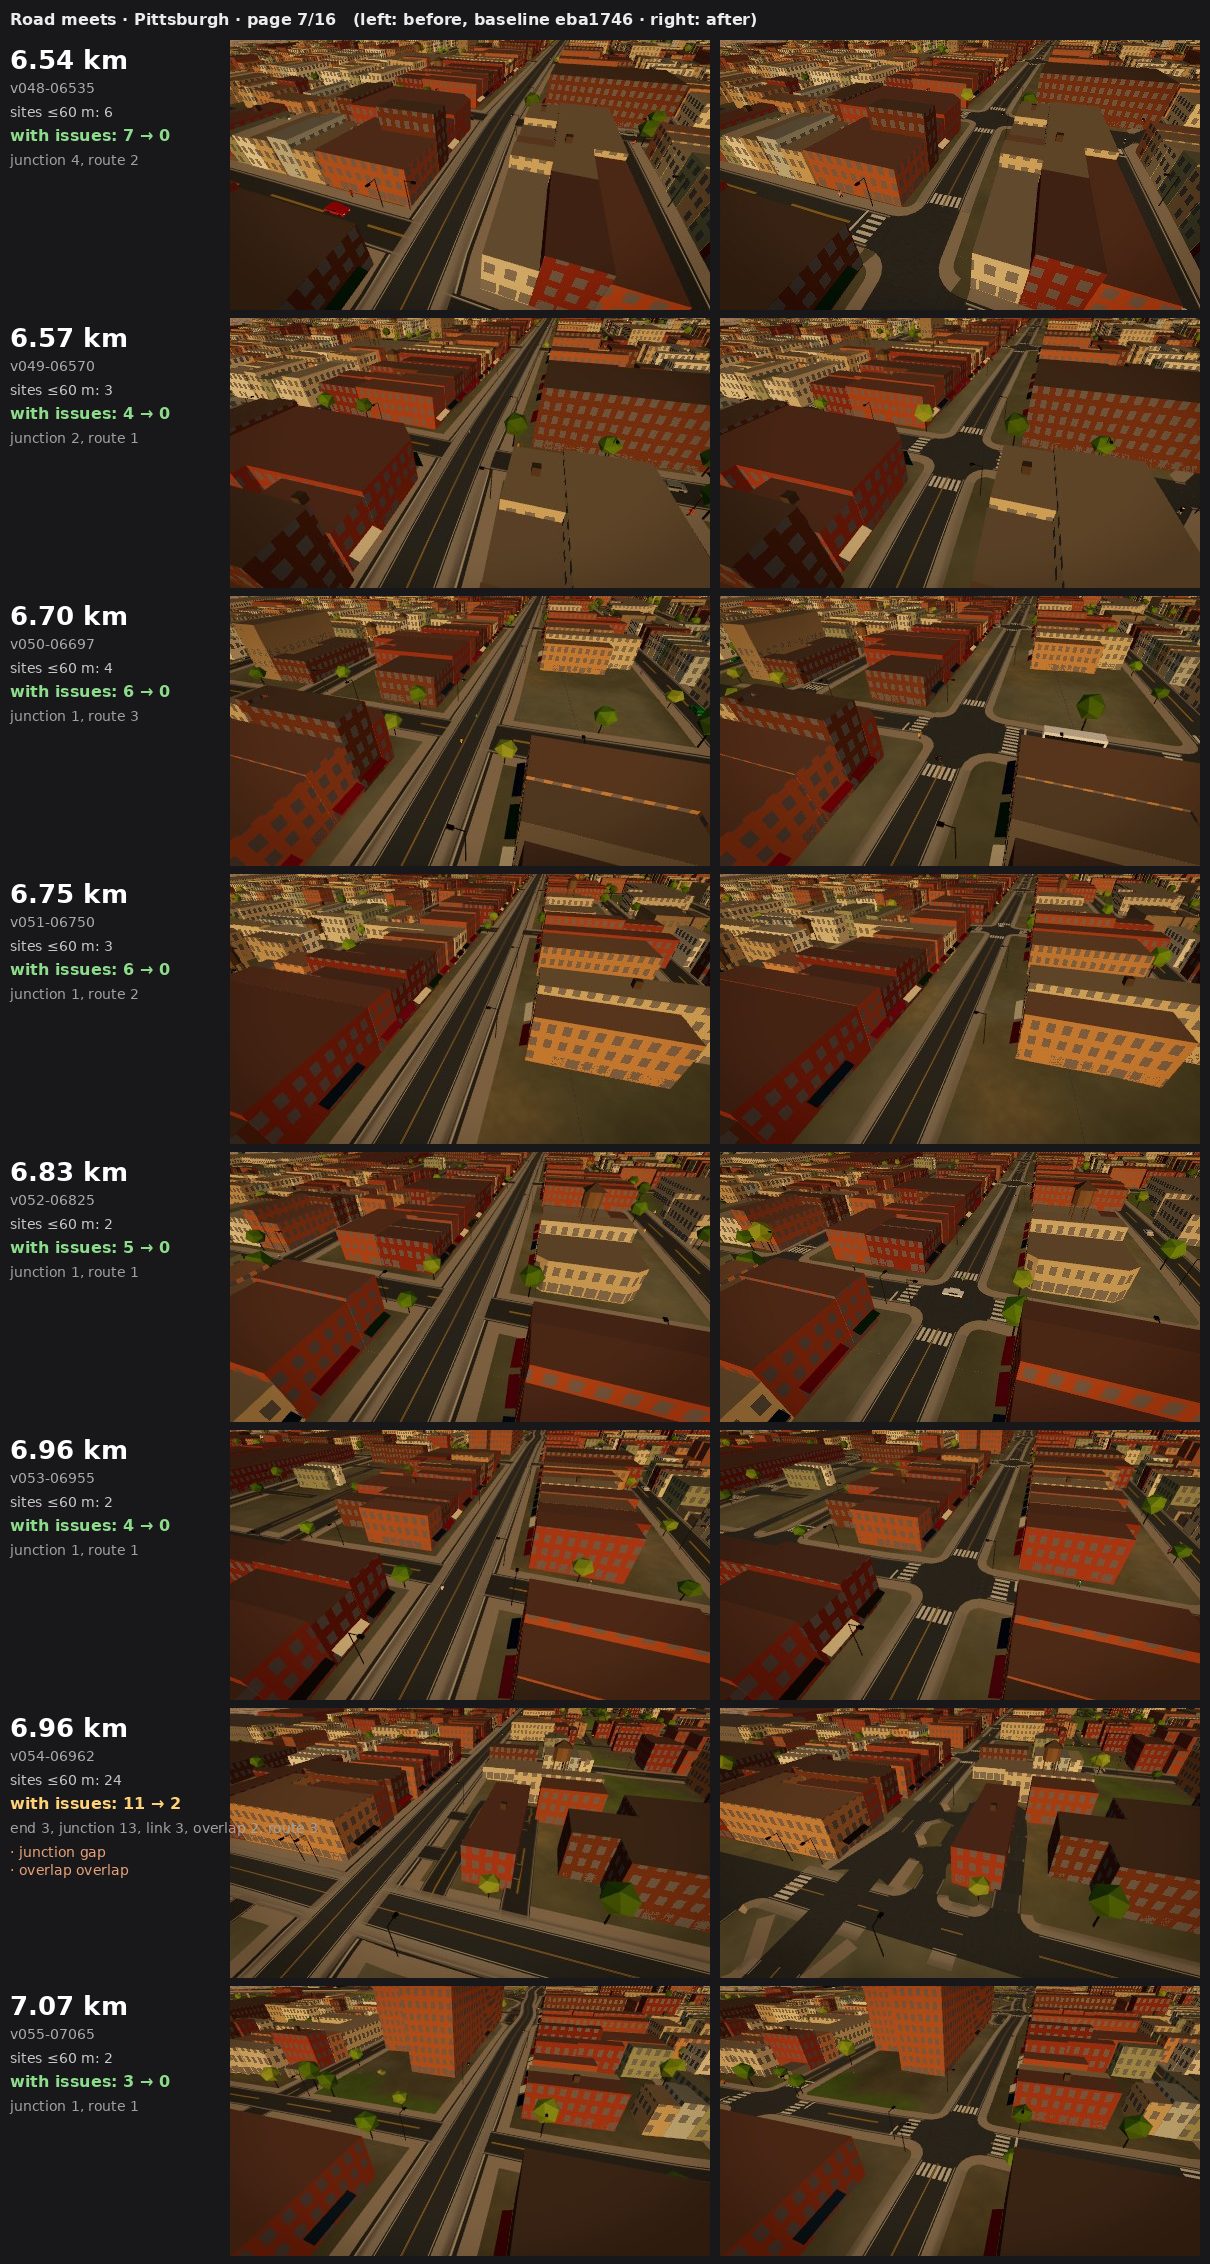 Road meets · Pittsburgh · page 7/16 (left: before, baseline eba1746 · right: after)
6.54 km
v048-06535
sites ≤60 m: 6
with issues: 7 → 0
junction 4, route 2
6.57 km
v049-06570
sites ≤60 m: 3
with issues: 4 → 0
junction 2, route 1
6.70 km
v050-06697
sites ≤60 m: 4
with issues: 6 → 0
junction 1, route 3
6.75 km
v051-06750
sites ≤60 m: 3
with issues: 6 → 0
junction 1, route 2
6.83 km
v052-06825
sites ≤60 m: 2
with issues: 5 → 0
junction 1, route 1
6.96 km
v053-06955
sites ≤60 m: 2
with issues: 4 → 0
junction 1, route 1
6.96 km
v054-06962
sites ≤60 m: 24
with issues: 11 → 2
end 3, junction 13, link 3, overlap 2, route 3
· junction gap
· overlap overlap
7.07 km
v055-07065
sites ≤60 m: 2
with issues: 3 → 0
junction 1, route 1